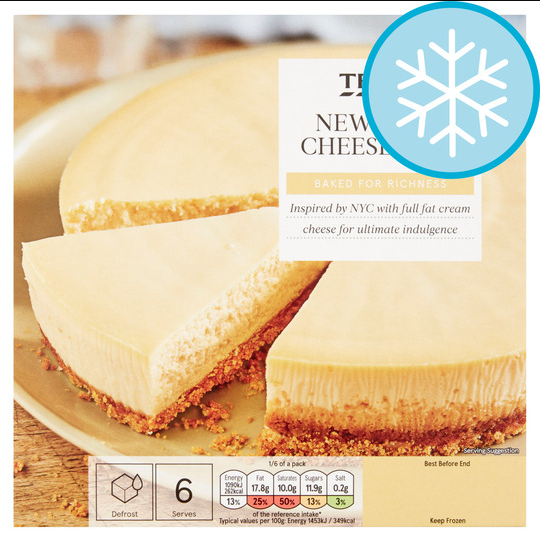 NEW
CHEESE
BAKED FOR RICHNESS
Inspired by NYC with full fat cream
cheese for ultimate indulgence
Serving Suggestion
1/6 of a pack
Best Before End
Energy
1090kJ
262kcal
13%
Fat
17.8g
25%
Saturates
10.0g
50%
Sugars
11.9g
13%
Salt
0.2g
3%
Defrost
6
Serves
of the reference intake*
Typical values per 100g: Energy 1453kJ / 349kcal
Keep Frozen